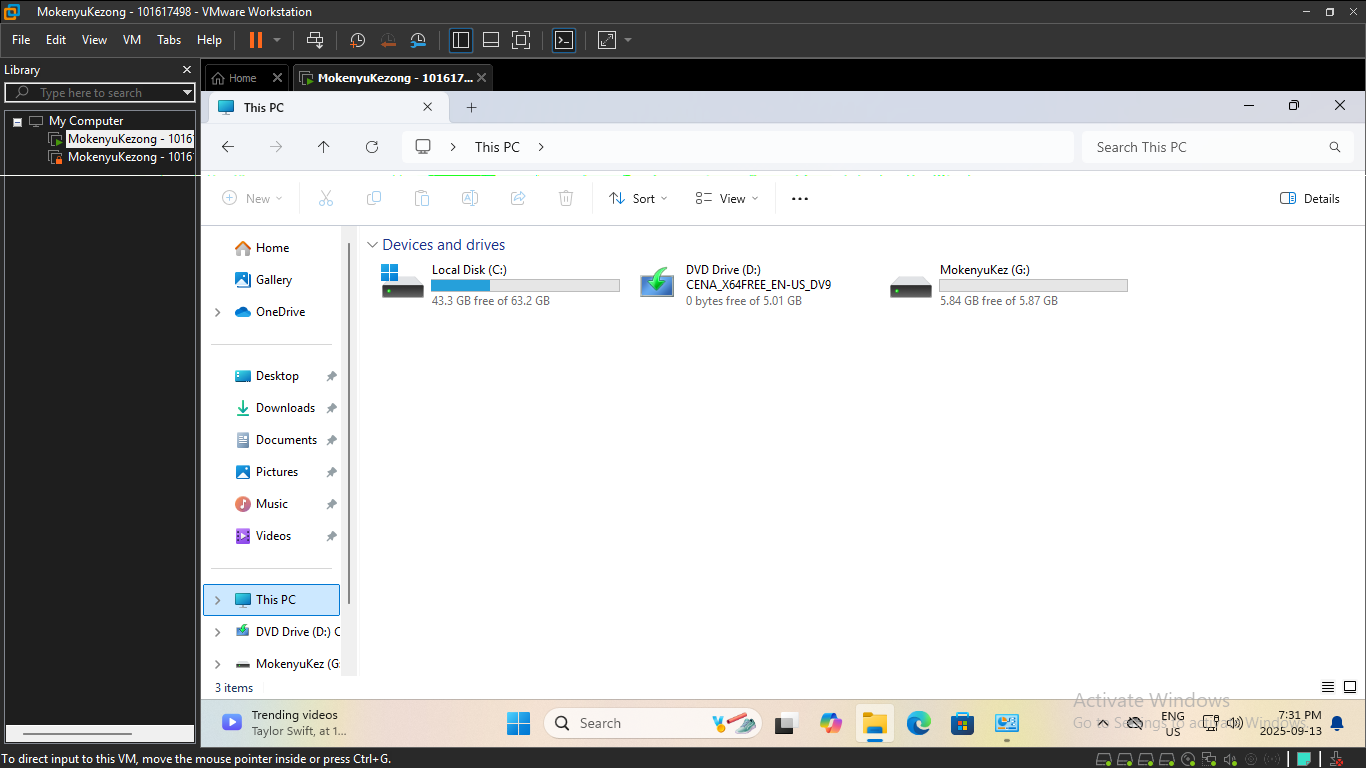 MokenyuKezong - 101617498 - VMware Workstation
File Edit View VM Tabs Help
Library
Type here to search
My Computer
MokenyuKezong - 1016
MokenyuKezong - 1016
Home
MokenyuKezong - 101617...
This PC
This PC
Search This PC
New
Sort
View
Details
Home
Gallery
OneDrive
Desktop
Downloads
Documents
Pictures
Music
Videos
This PC
DVD Drive (D:) C
MokenyuKez (G:
Devices and drives
Local Disk (C:)
43.3 GB free of 63.2 GB
DVD Drive (D:)
CENA_X64FREE_EN-US_DV9
0 bytes free of 5.01 GB
MokenyuKez (G:)
5.84 GB free of 5.87 GB
3 items
Activate Windows
Go to Settings to activate Windows.
Trending videos
Taylor Swift, at 1...
Search
ENG
US
7:31 PM
2025-09-13
To direct input to this VM, move the mouse pointer inside or press Ctrl+G.